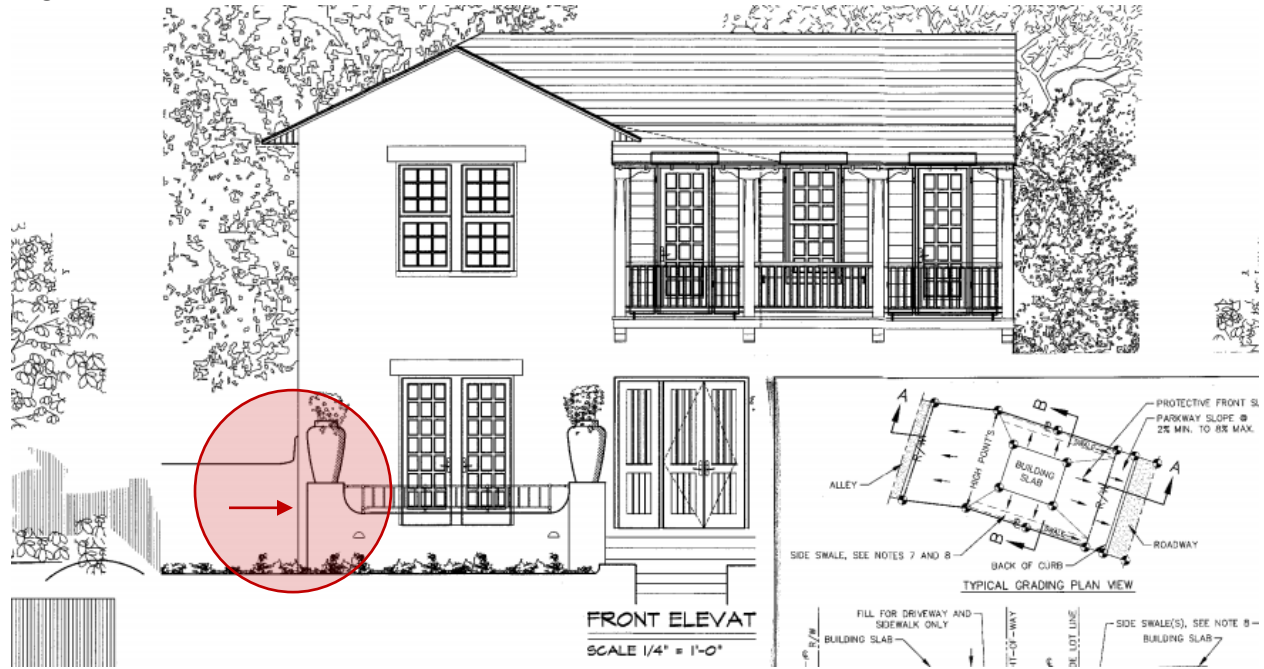 FRONT ELEVAT
SCALE 1/4" = 1'-0"
A
B
PROTECTIVE FRONT
PARKWAY SLOPE @
2% MIN. TO 8% MAX.
SWALE
A
R/W
HIGH POINT'S
BUILDING
SLAB
R/W
ALLEY
SWALE
B
ROADWAY
SIDE SWALE, SEE NOTES 7 AND 8
BACK OF CURB
TYPICAL GRADING PLAN VIEW
FILL FOR DRIVEWAY AND
SIDEWALK ONLY
BUILDING SLAB
R/W
SIDE SWALE(S), SEE NOTE 8
BUILDING SLAB